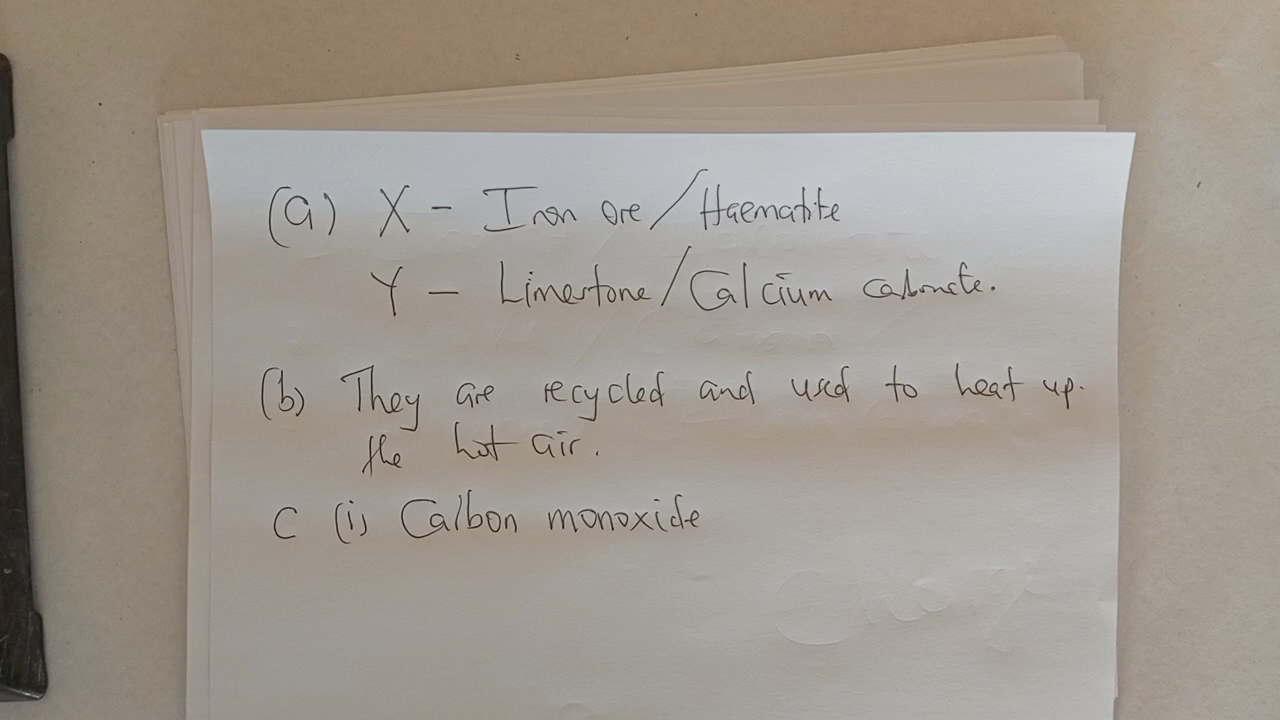 (a) X - Iron ore/Haematite
Y - Limestone/Calcium carbonate.
(b) They are recycled and used to heat up.
the hot air.
C (i) Calbon monoxide